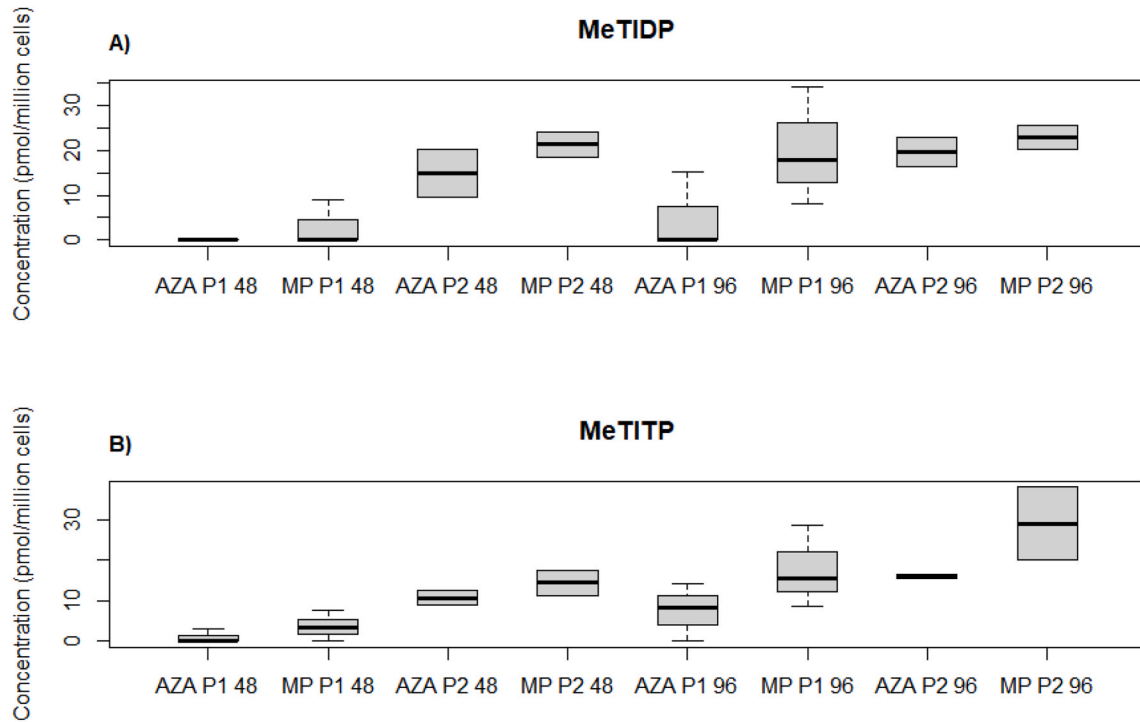 A)
MeTIDP
Concentration (pmol/million cells)
30
20
10
0
AZA P1 48 MP P1 48 AZA P2 48 MP P2 48 AZA P1 96 MP P1 96 AZA P2 96 MP P2 96
B)
MeTITP
Concentration (pmol/million cells)
30
10
0
AZA P1 48 MP P1 48 AZA P2 48 MP P2 48 AZA P1 96 MP P1 96 AZA P2 96 MP P2 96